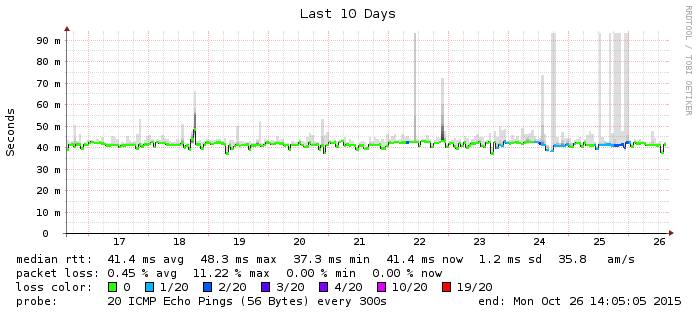 Last 10 Days
RRDTOOL / TOBI OETIKER
Seconds
90 m
80 m
70 m
60 m
50 m
40 m
30 m
20 m
10 m
0
17 18 19 20 21 22 23 24 25 26
median rtt: 41.4 ms avg 48.3 ms max 37.3 ms min 41.4 ms now 1.2 ms sd 35.8 am/s
packet loss: 0.45 % avg 11.22 % max 0.00 % min 0.00 % now
loss color: 0 1/20 2/20 3/20 4/20 10/20 19/20
probe: 20 ICMP Echo Pings (56 Bytes) every 300s end: Mon Oct 26 14:05:05 2015